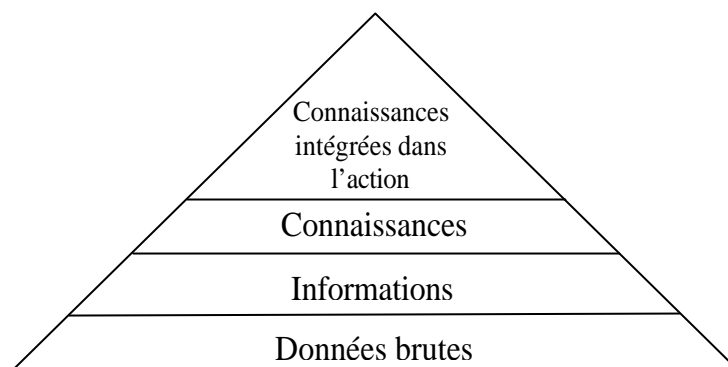 Connaissances
intégrées dans
l’action
Connaissances
Informations
Données brutes